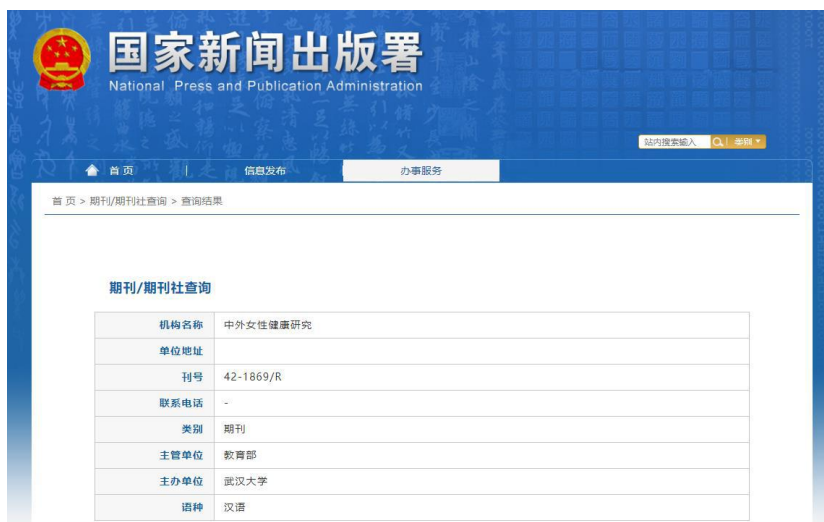 国家新闻出版署
National Press and Publication Administration
站内搜索输入 类别
首页 | 信息发布 办事服务
首 页 > 期刊/期刊社查询 > 查询结果
期刊/期刊社查询
机构名称 中外女性健康研究
单位地址
刊号 42-1869/R
联系电话 -
类别 期刊
主管单位 教育部
主办单位 武汉大学
语种 汉语